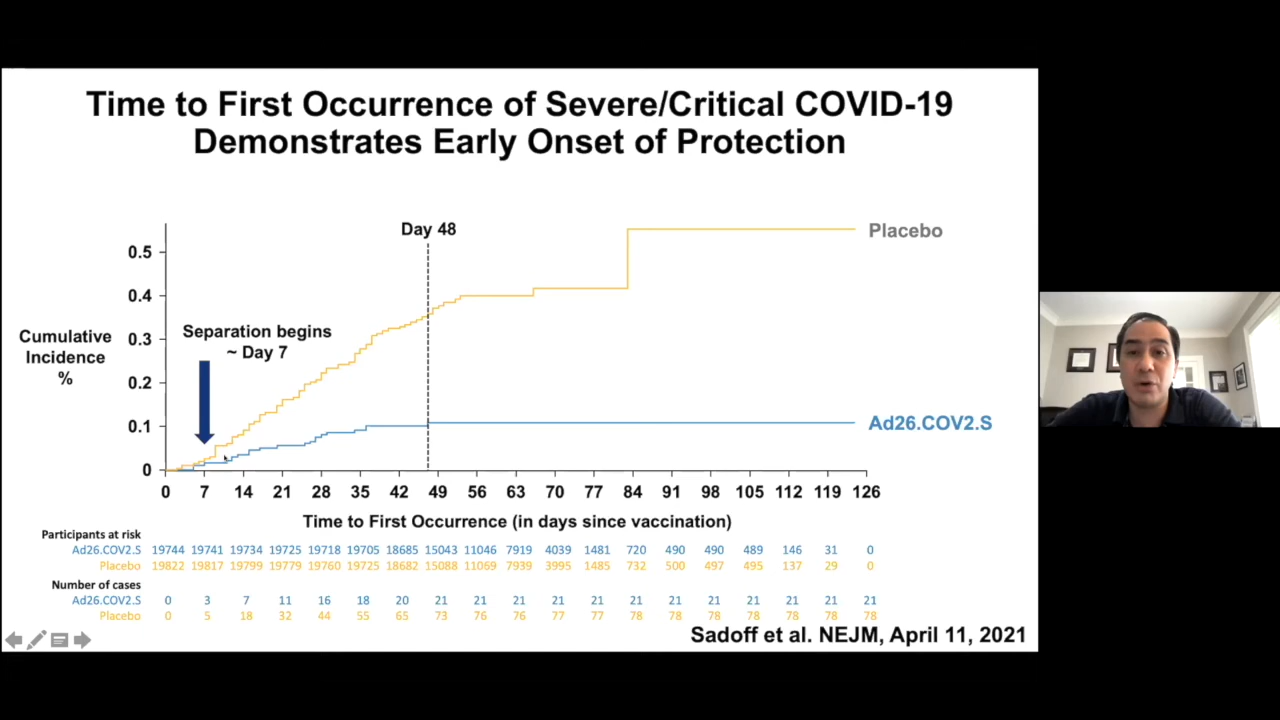 Time to First Occurrence of Severe/Critical COVID-19
Demonstrates Early Onset of Protection
Day 48
Placebo
0.5
0.4
0.3
0.2
0.1
0
Cumulative
Incidence
%
Separation begins
~ Day 7
Ad26.COV2.S
0 7 14 21 28 35 42 49 56 63 70 77 84 91 98 105 112 119 126
Time to First Occurrence (in days since vaccination)
Participants at risk
Ad26.COV2.S 19744 19741 19734 19725 19718 19705 18685 15043 11046 7919 4039 1481 720 490 490 489 146 31 0
Placebo 19822 19817 19799 19779 19760 19725 18682 15088 11069 7939 3995 1485 732 500 497 495 137 29 0
Number of cases
Ad26.COV2.S 0 3 7 11 16 18 20 21 21 21 21 21 21 21 21 21 21 21 21
Placebo 0 5 18 32 44 55 65 73 76 76 77 77 78 78 78 78 78 78 78
Sadoff et al. NEJM, April 11, 2021